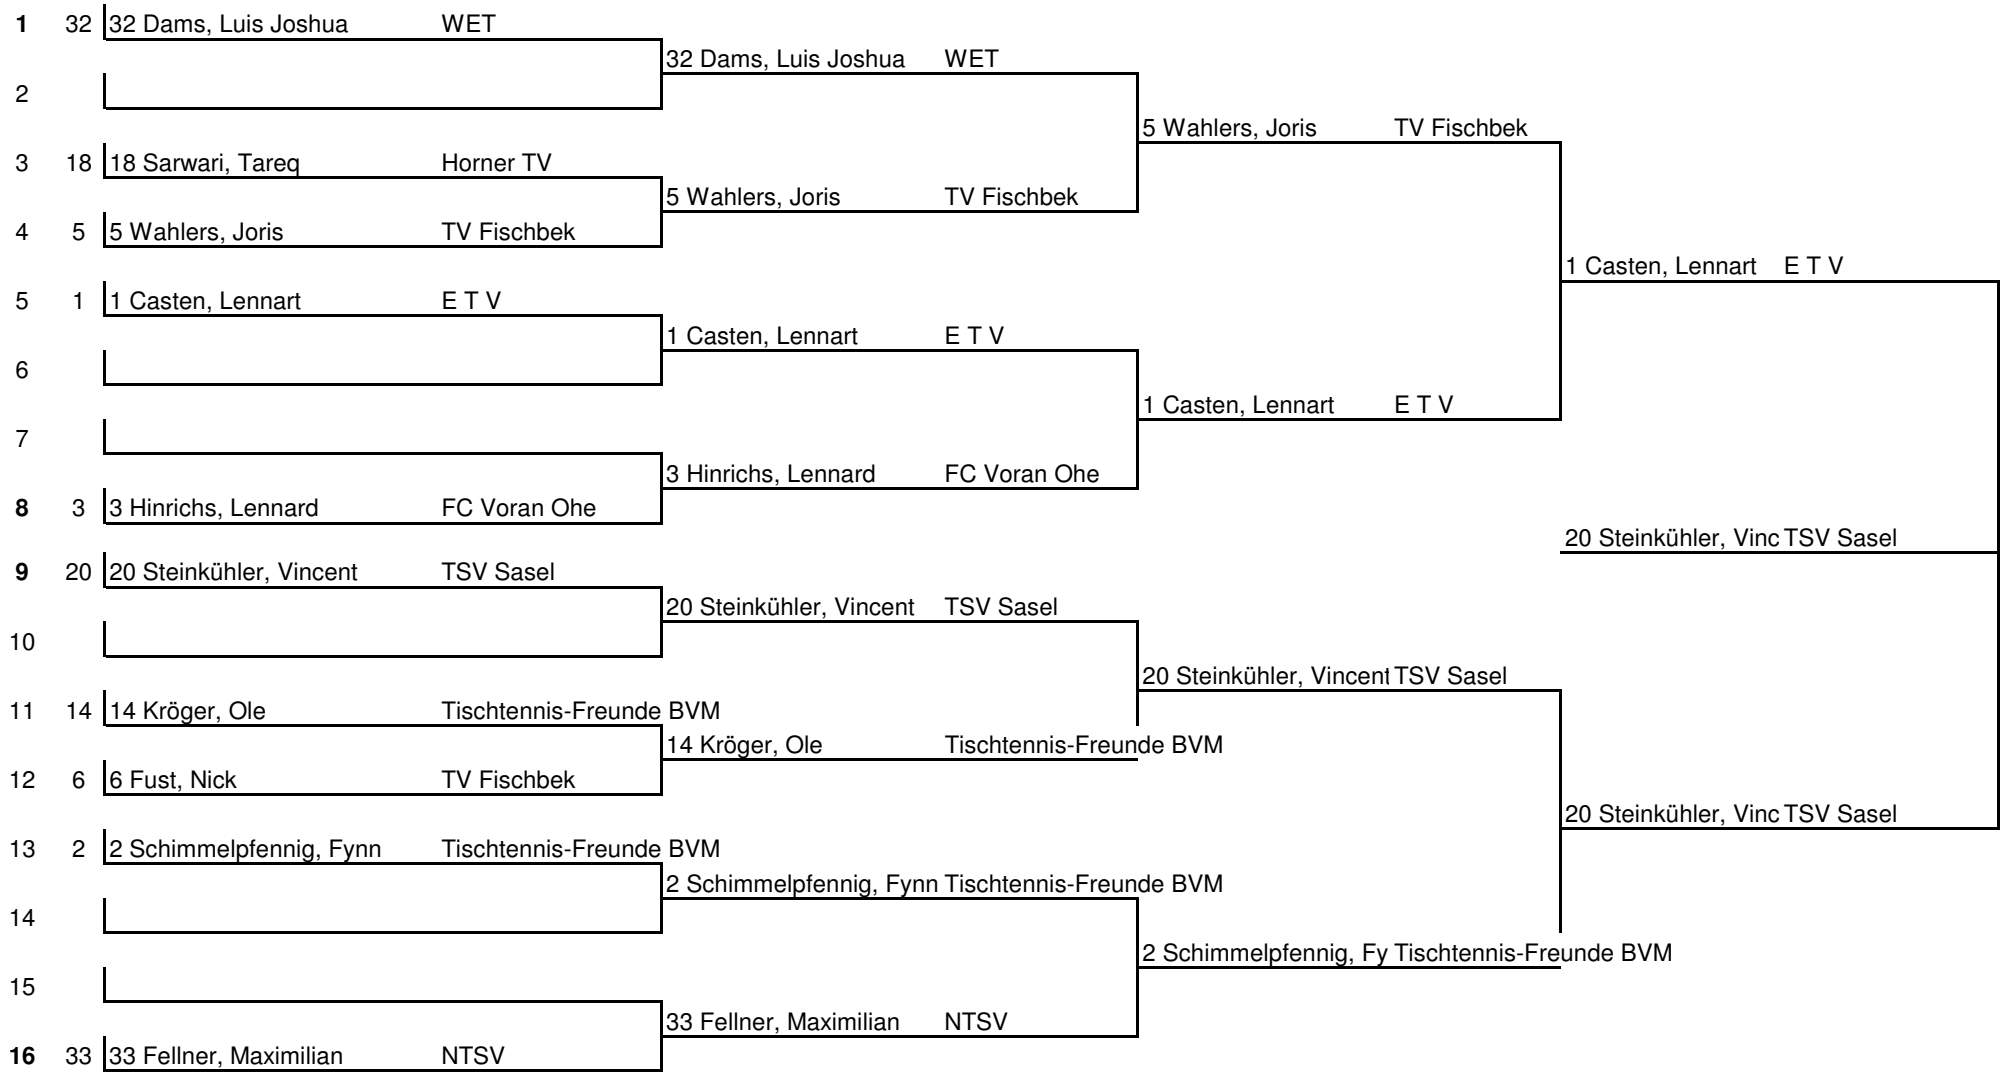 1 32 32 Dams, Luis Joshua WET
32 Dams, Luis Joshua WET
2
5 Wahlers, Joris TV Fischbek
3 18 18 Sarwari, Tareq Horner TV
5 Wahlers, Joris TV Fischbek
4 5 5 Wahlers, Joris TV Fischbek
1 Casten, Lennart E T V
5 1 1 Casten, Lennart E T V
1 Casten, Lennart E T V
6
1 Casten, Lennart E T V
7
3 Hinrichs, Lennard FC Voran Ohe
8 3 3 Hinrichs, Lennard FC Voran Ohe
20 Steinkühler, Vinc TSV Sasel
9 20 20 Steinkühler, Vincent TSV Sasel
20 Steinkühler, Vincent TSV Sasel
10
20 Steinkühler, Vincent TSV Sasel
11 14 14 Kröger, Ole Tischtennis-Freunde BVM
14 Kröger, Ole Tischtennis-Freunde BVM
12 6 6 Fust, Nick TV Fischbek
20 Steinkühler, Vinc TSV Sasel
13 2 2 Schimmelpfennig, Fynn Tischtennis-Freunde BVM
2 Schimmelpfennig, Fynn Tischtennis-Freunde BVM
14
2 Schimmelpfennig, Fy Tischtennis-Freunde BVM
15
33 Fellner, Maximilian NTSV
16 33 33 Fellner, Maximilian NTSV